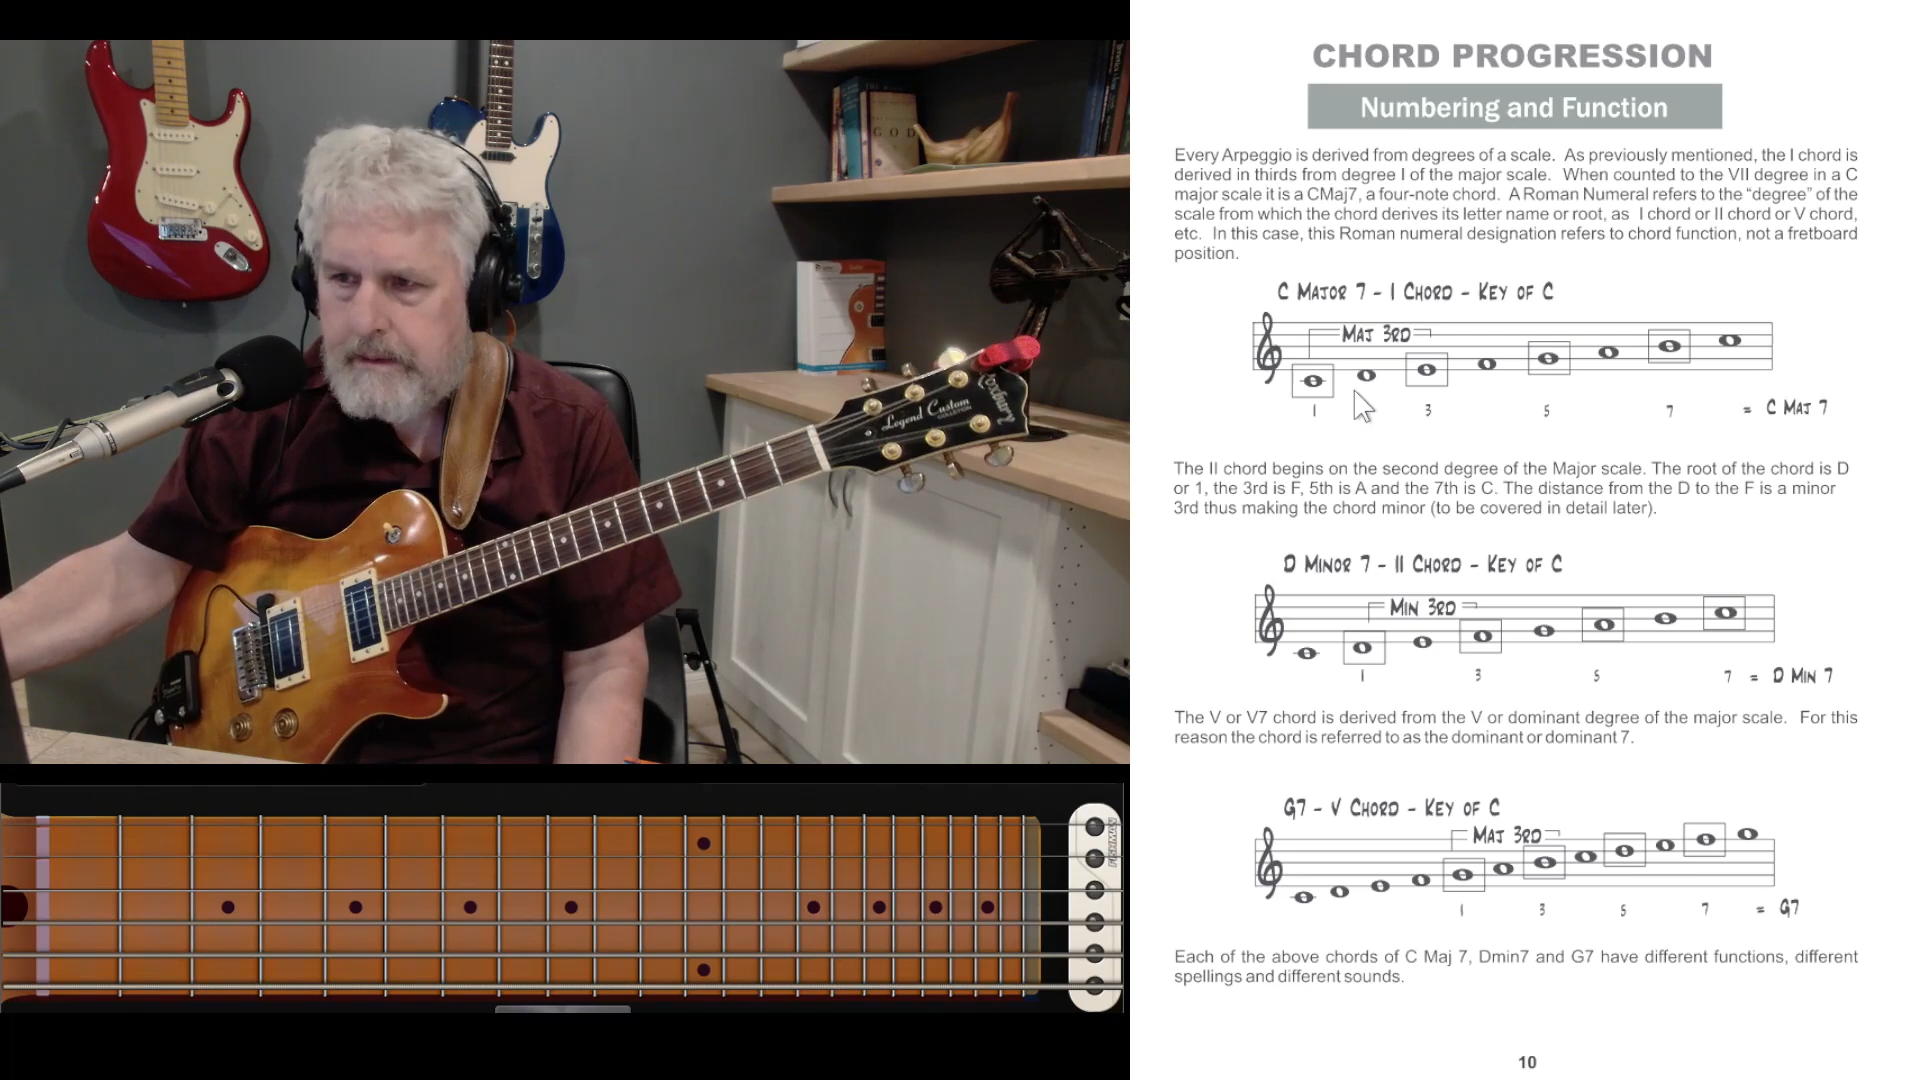 GOD
Legend Custom
COLLECTION
Roxbury
FISHMAN
CHORD PROGRESSION
Numbering and Function
Every Arpeggio is derived from degrees of a scale. As previously mentioned, the I chord is
derived in thirds from degree I of the major scale. When counted to the VII degree in a C
major scale it is a CMaj7, a four-note chord. A Roman Numeral refers to the “degree” of the
scale from which the chord derives its letter name or root, as I chord or II chord or V chord,
etc. In this case, this Roman numeral designation refers to chord function, not a fretboard
position.
C MAJOR 7 - I CHORD - KEY OF C
MAJ 3RD
1 3 5 7 = C MAJ 7
The II chord begins on the second degree of the Major scale. The root of the chord is D
or 1, the 3rd is F, 5th is A and the 7th is C. The distance from the D to the F is a minor
3rd thus making the chord minor (to be covered in detail later).
D MINOR 7 - II CHORD - KEY OF C
MIN 3RD
1 3 5 7 = D MIN 7
The V or V7 chord is derived from the V or dominant degree of the major scale. For this
reason the chord is referred to as the dominant or dominant 7.
G7 - V CHORD - KEY OF C
MAJ 3RD
1 3 5 7 = G7
Each of the above chords of C Maj 7, Dmin7 and G7 have different functions, different
spellings and different sounds.
10